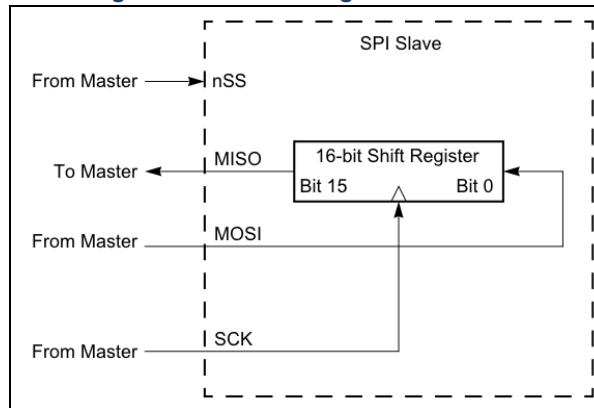 SPI Slave
From Master
nSS
To Master
MISO
16-bit Shift Register
Bit 15
Bit 0
From Master
MOSI
From Master
SCK